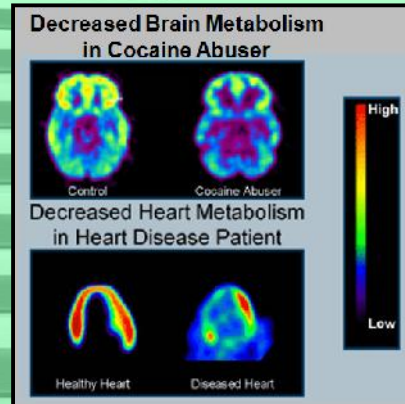 Decreased Brain Metabolism
in Cocaine Abuser
Control
Cocaine Abuser
Decreased Heart Metabolism
in Heart Disease Patient
Healthy Heart
Diseased Heart
High
Low